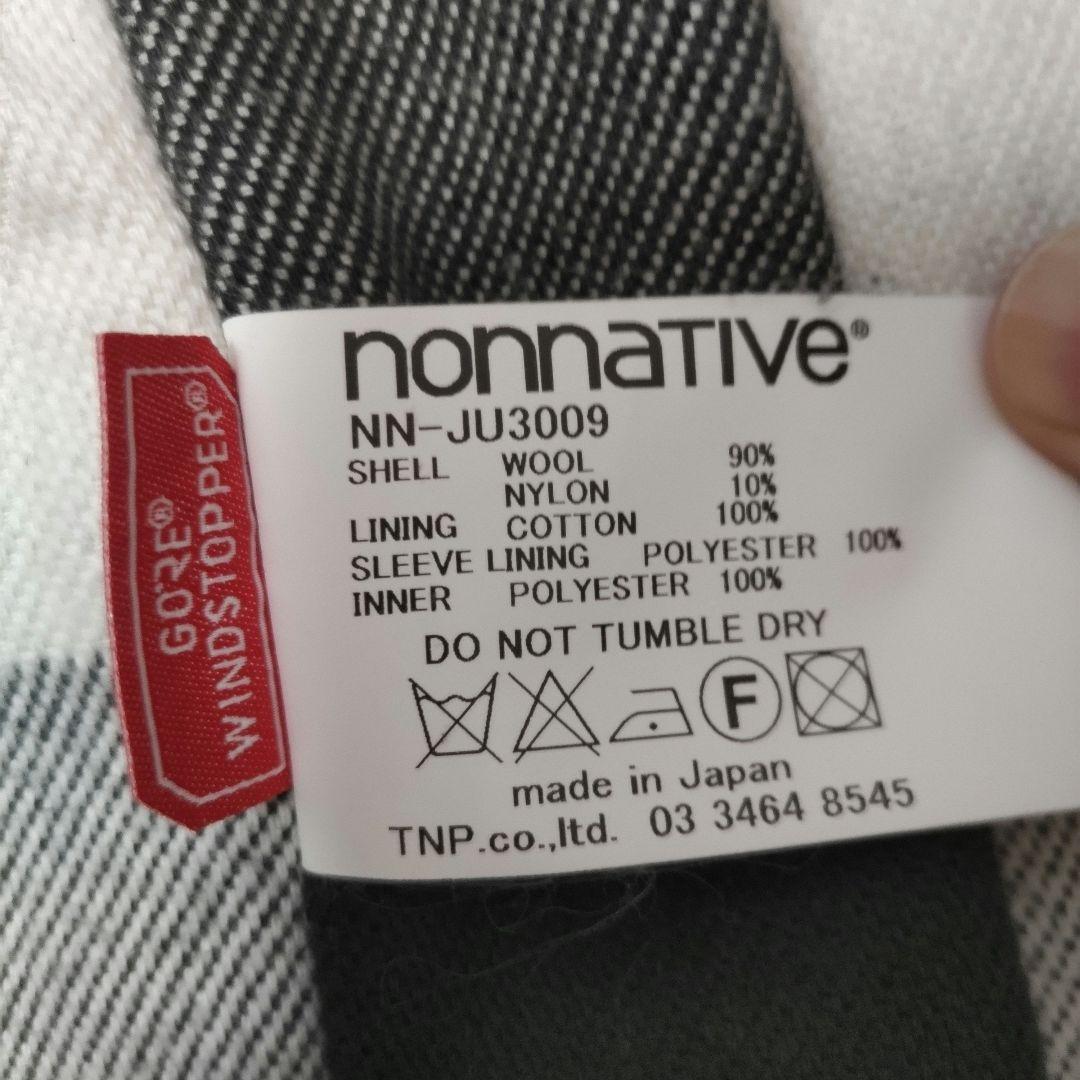 GORE®
WINDSTOPPER®
nonnative®
NN-JU3009
SHELL WOOL 90%
NYLON 10%
LINING COTTON 100%
SLEEVE LINING POLYESTER 100%
INNER POLYESTER 100%
DO NOT TUMBLE DRY
F
made in Japan
TNP.co.,ltd. 03 3464 8545